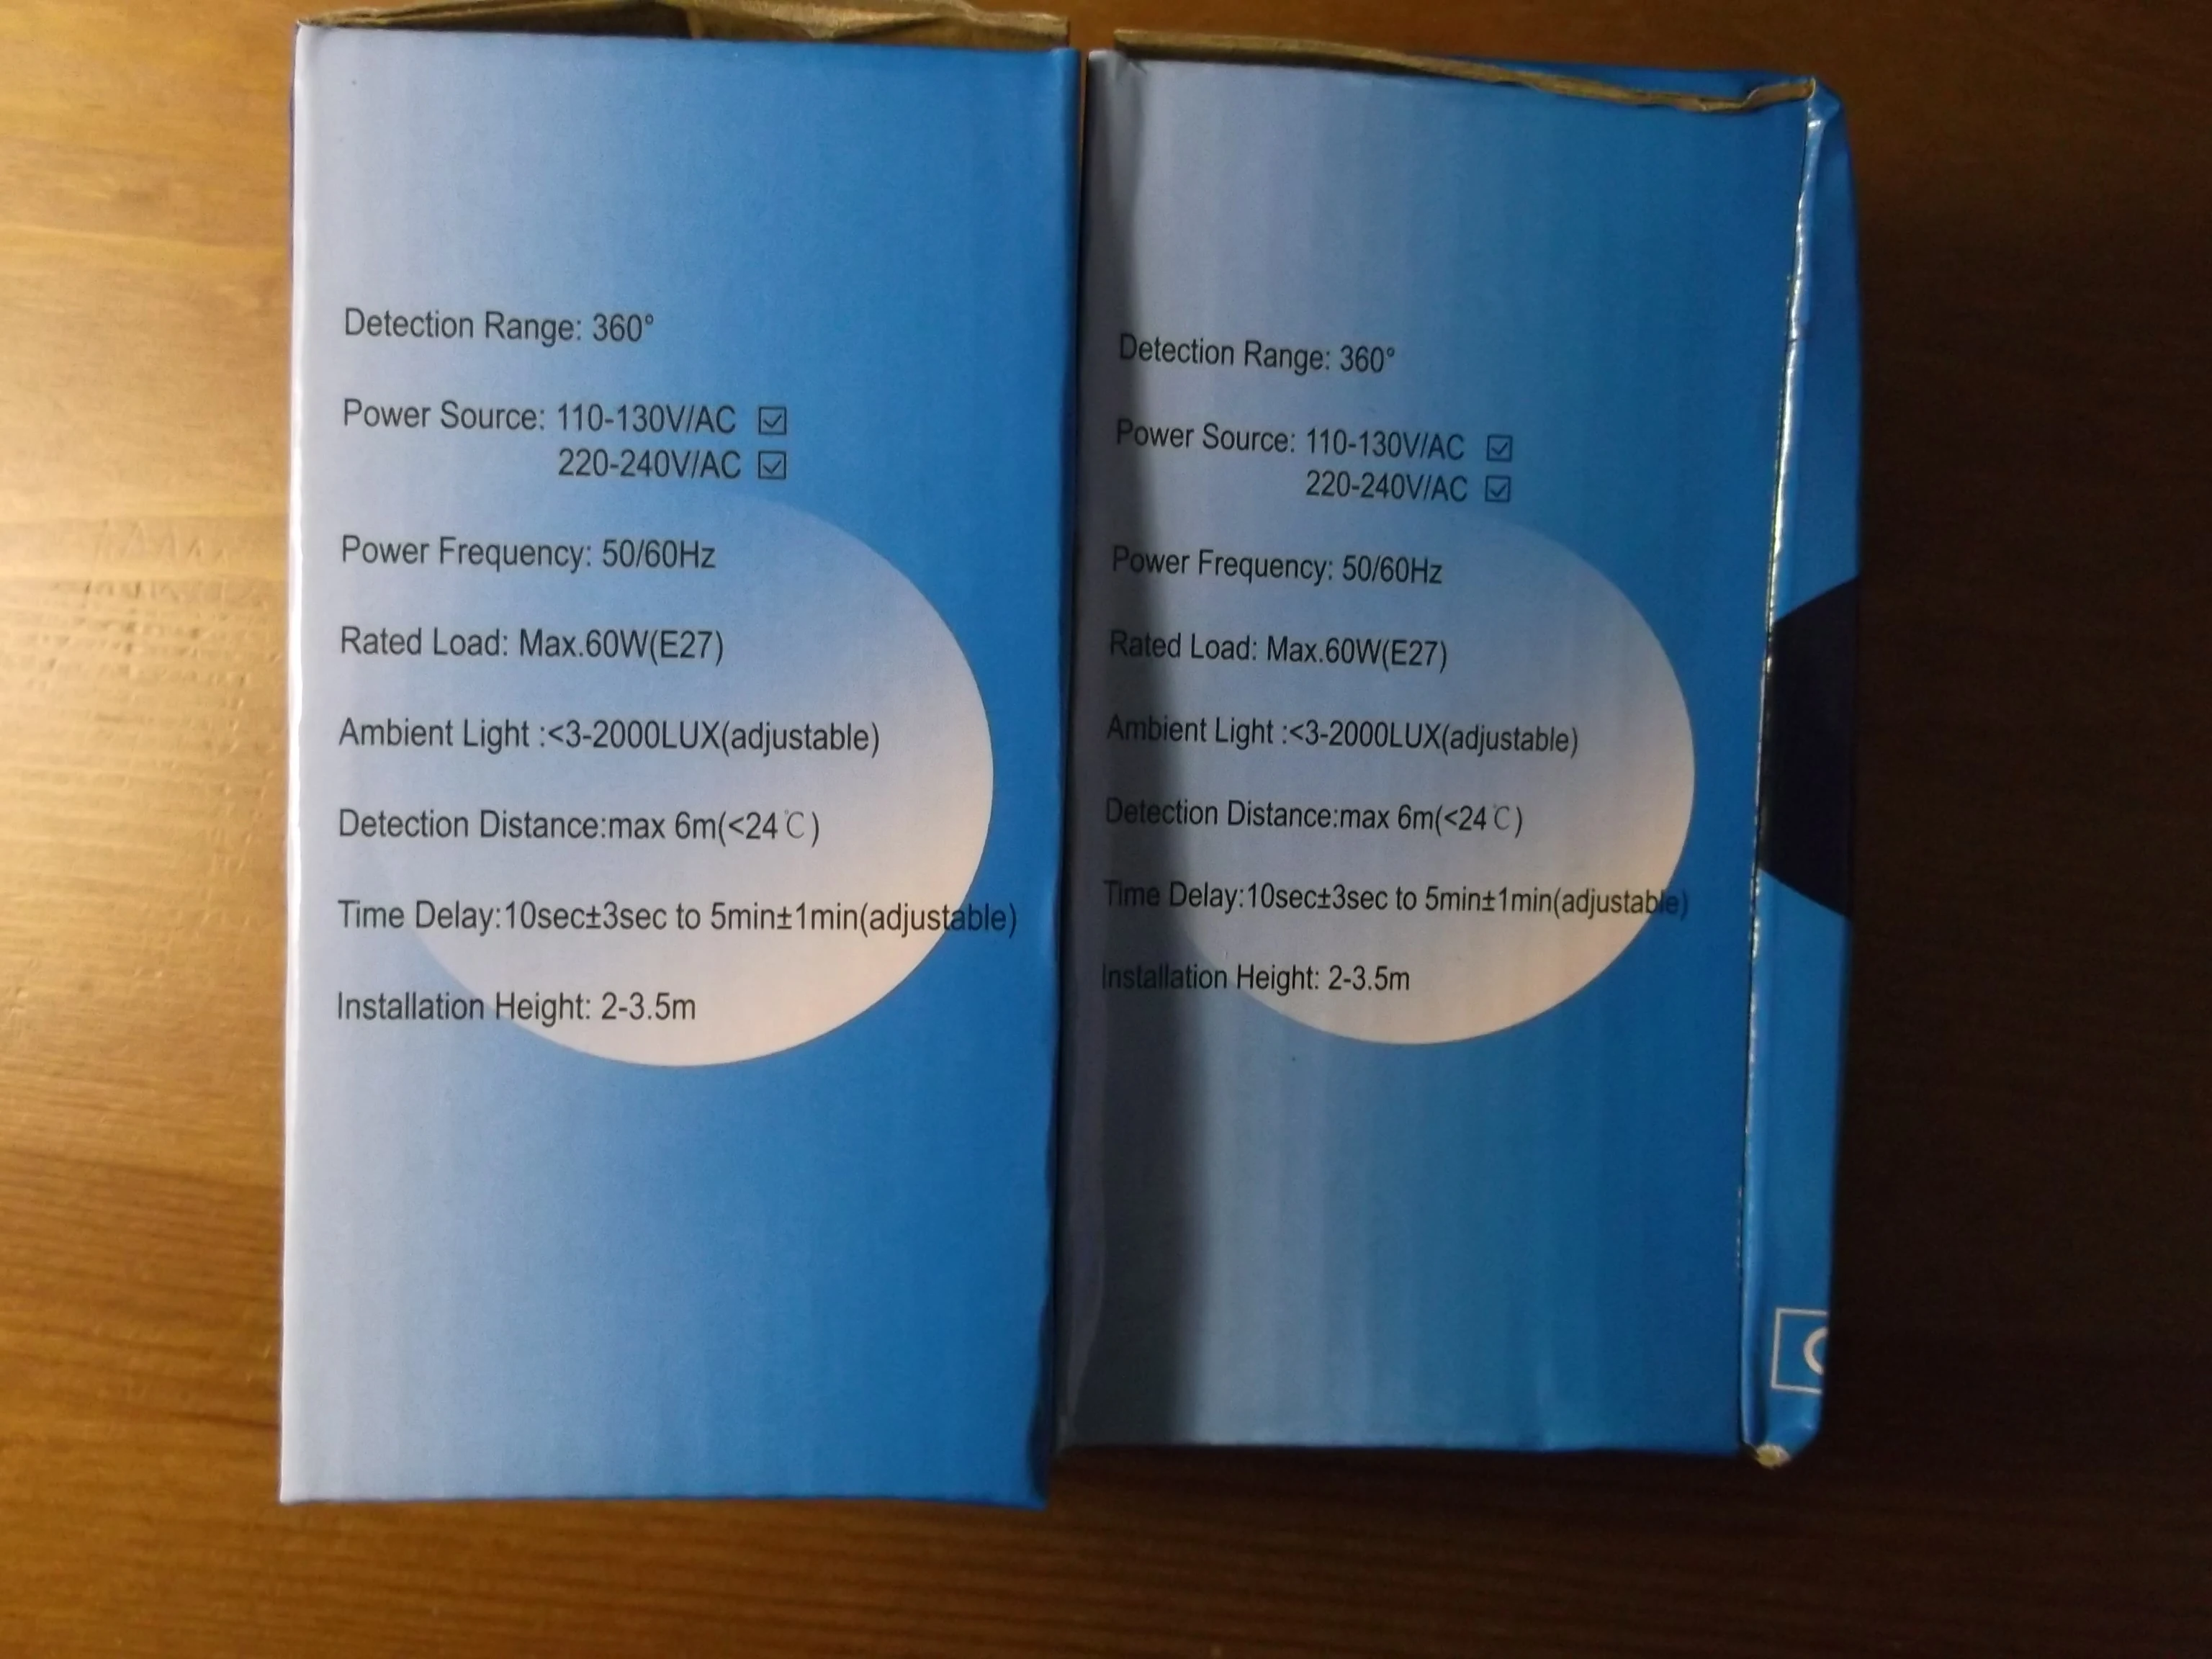 Detection Range: 360°
Power Source: 110-130V/AC ☑
220-240V/AC ☑
Power Frequency: 50/60Hz
Rated Load: Max.60W(E27)
Ambient Light :<3-2000LUX(adjustable)
Detection Distance:max 6m(<24℃)
Time Delay:10sec±3sec to 5min±1min(adjustable)
Installation Height: 2-3.5m
Detection Range: 360°
Power Source: 110-130V/AC ☑
220-240V/AC ☑
Power Frequency: 50/60Hz
Rated Load: Max.60W(E27)
Ambient Light :<3-2000LUX(adjustable)
Detection Distance:max 6m(<24℃)
Time Delay:10sec±3sec to 5min±1min(adjustable)
Installation Height: 2-3.5m